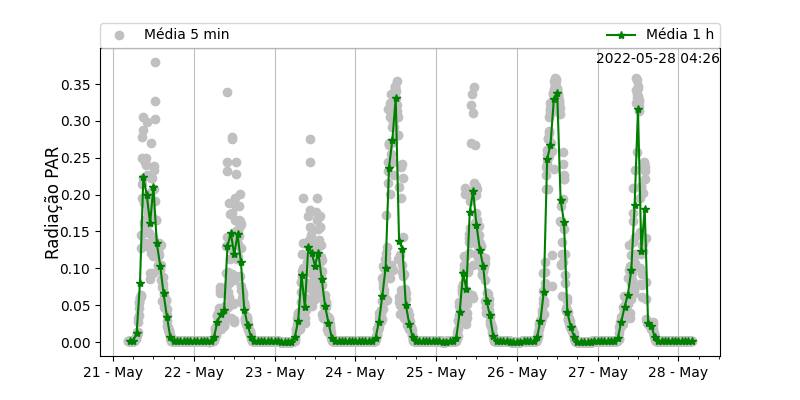 Média 5 min
Média 1 h
2022-05-28 04:26
Radiação PAR
0.35
0.30
0.25
0.20
0.15
0.10
0.05
0.00
21 - May 22 - May 23 - May 24 - May 25 - May 26 - May 27 - May 28 - May